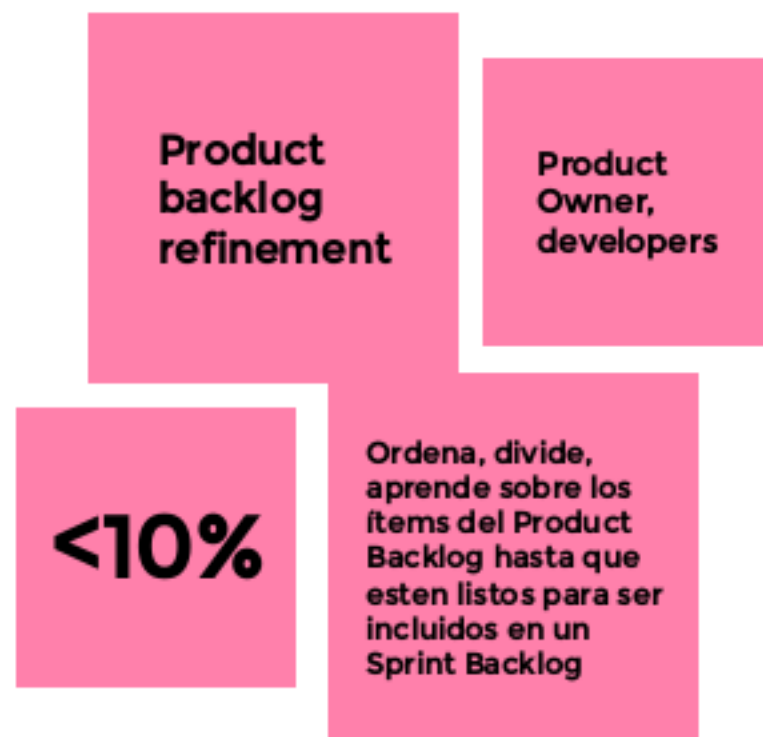 Product
backlog
refinement
Product
Owner,
developers
<10%
Ordena, divide,
aprende sobre los
ítems del Product
Backlog hasta que
esten listos para ser
incluidos en un
Sprint Backlog